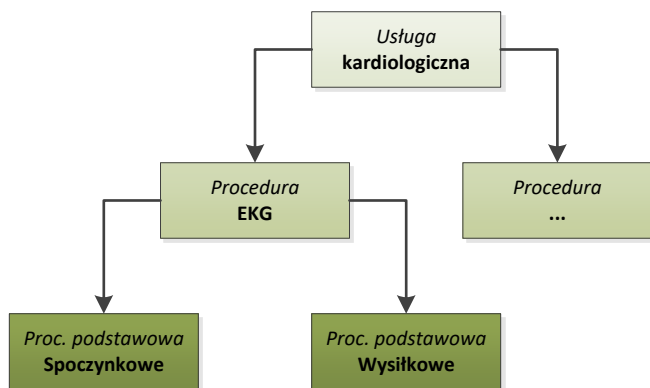 Usługa
kardiologiczna
Procedura
EKG
Procedura
...
Proc. podstawowa
Spoczynkowe
Proc. podstawowa
Wysiłkowe